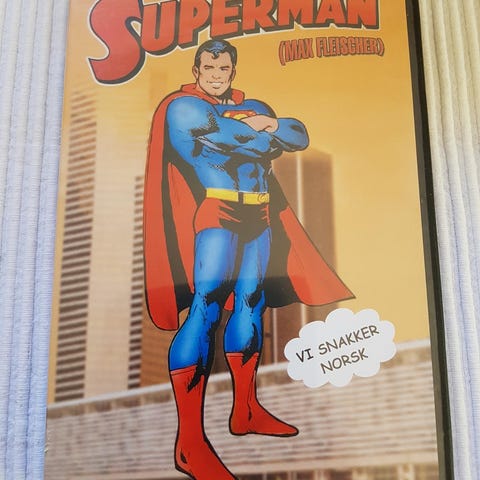 SUPERMAN
(MAX FLEISCHER)
VI SNAKKER
NORSK